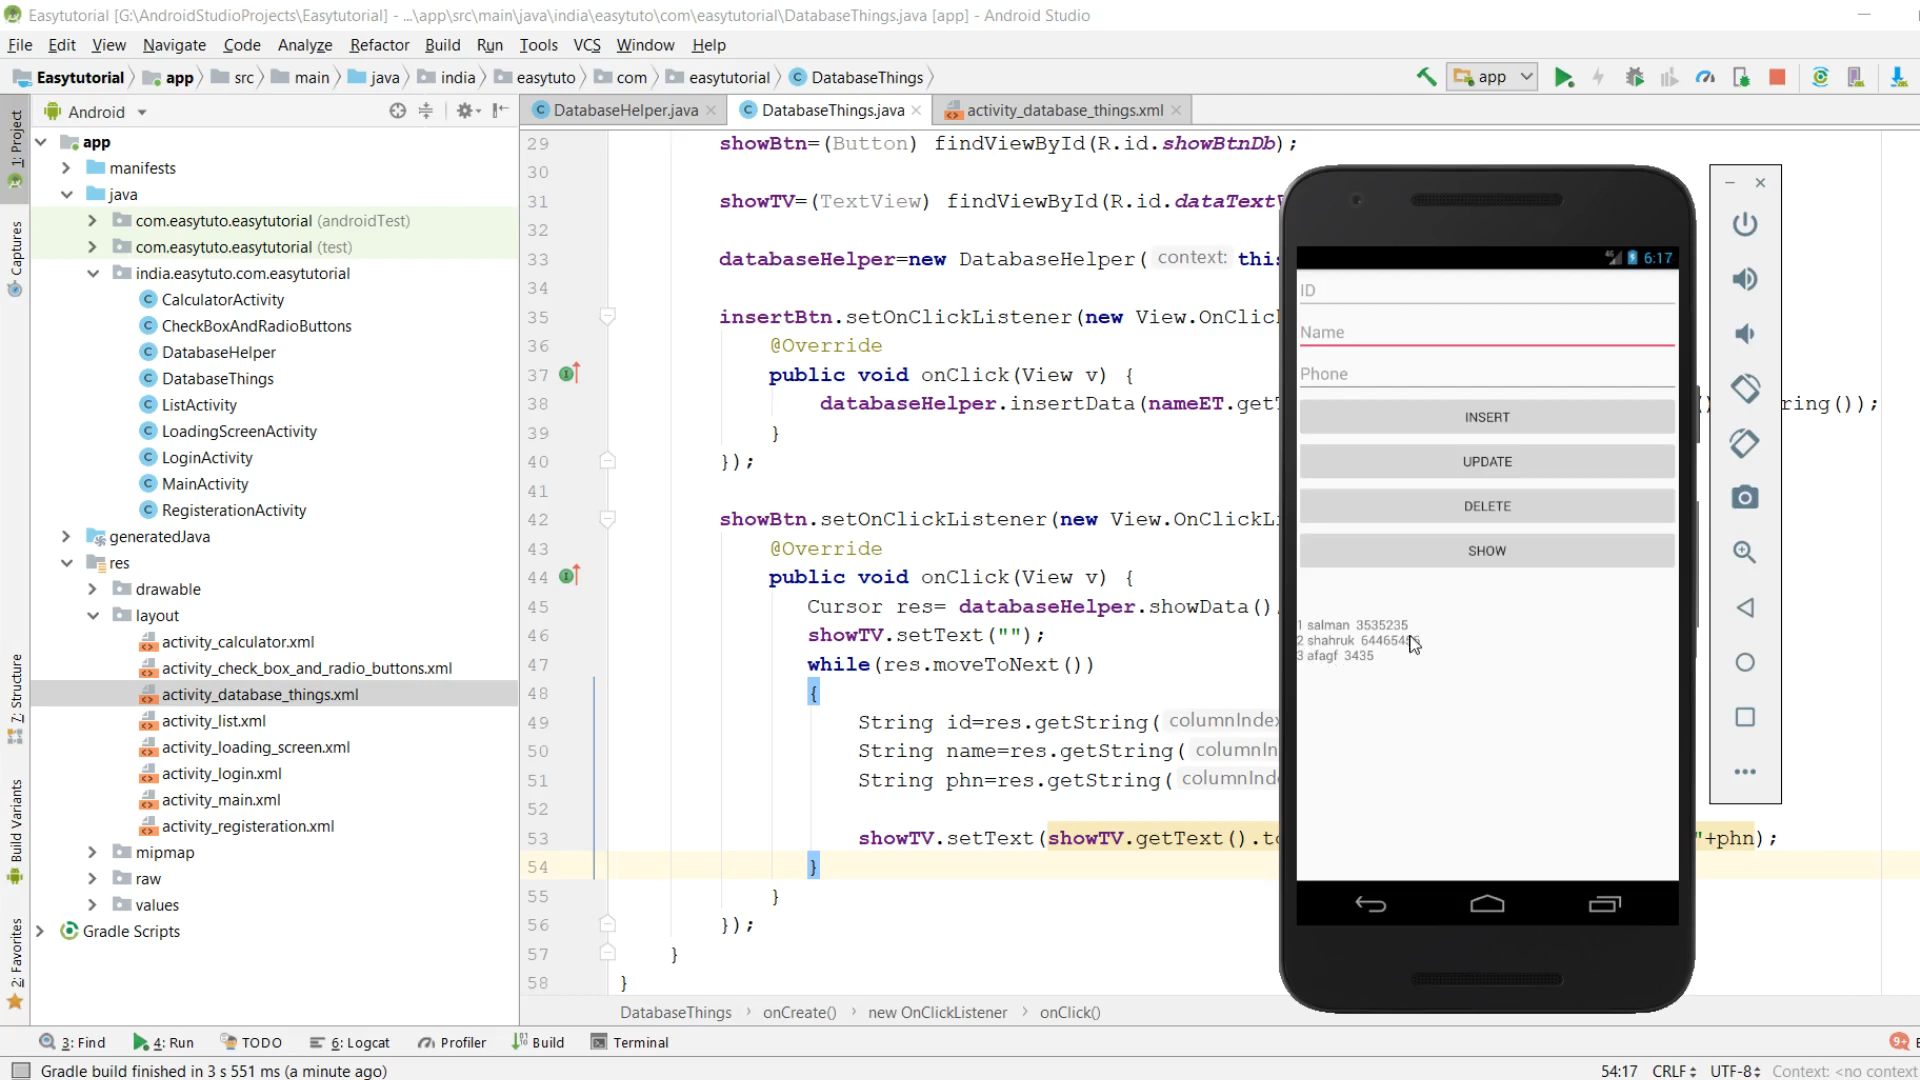 Easytutorial [G:\AndroidStudioProjects\Easytutorial] - ...\app\src\main\java\india\easytuto\com\easytutorial\DatabaseThings.java [app] - Android Studio
File Edit View Navigate Code Analyze Refactor Build Run Tools VCS Window Help
Easytutorial app src main java india easytuto com easytutorial DatabaseThings app
Android
DatabaseHelper.java DatabaseThings.java activity_database_things.xml
1: Project
Captures
7: Structure
Build Variants
2: Favorites
app
manifests
java
com.easytuto.easytutorial (androidTest)
com.easytuto.easytutorial (test)
india.easytuto.com.easytutorial
CalculatorActivity
CheckBoxAndRadioButtons
DatabaseHelper
DatabaseThings
ListActivity
LoadingScreenActivity
LoginActivity
MainActivity
RegisterationActivity
generatedJava
res
drawable
layout
activity_calculator.xml
activity_check_box_and_radio_buttons.xml
activity_database_things.xml
activity_list.xml
activity_loading_screen.xml
activity_login.xml
activity_main.xml
activity_registeration.xml
mipmap
raw
values
Gradle Scripts
29 showBtn=(Button) findViewById(R.id.showBtnDb);
30
31 showTV=(TextView) findViewById(R.id.dataText
32
33 databaseHelper=new DatabaseHelper( context: this
34
35 insertBtn.setOnClickListener(new View.OnClic
36 @Override
37 public void onClick(View v) {
38 databaseHelper.insertData(nameET.get ring());
39 }
40 });
41
42 showBtn.setOnClickListener(new View.OnClickL
43 @Override
44 public void onClick(View v) {
45 Cursor res= databaseHelper.showData()
46 showTV.setText("");
47 while(res.moveToNext())
48 {
49 String id=res.getString( columnIndex
50 String name=res.getString( columnIn
51 String phn=res.getString( columnInd
52
53 showTV.setText(showTV.getText().to "+phn);
54 }
55 }
56 });
57 }
58 }
6:17
ID
Name
Phone
INSERT
UPDATE
DELETE
SHOW
1 salman 3535235
2 shahruk 6446545
3 afagf 3435
DatabaseThings › onCreate() › new OnClickListener › onClick()
3: Find 4: Run TODO 6: Logcat Profiler Build Terminal 9+
Gradle build finished in 3 s 551 ms (a minute ago) 54:17 CRLF UTF-8 Context: <no context